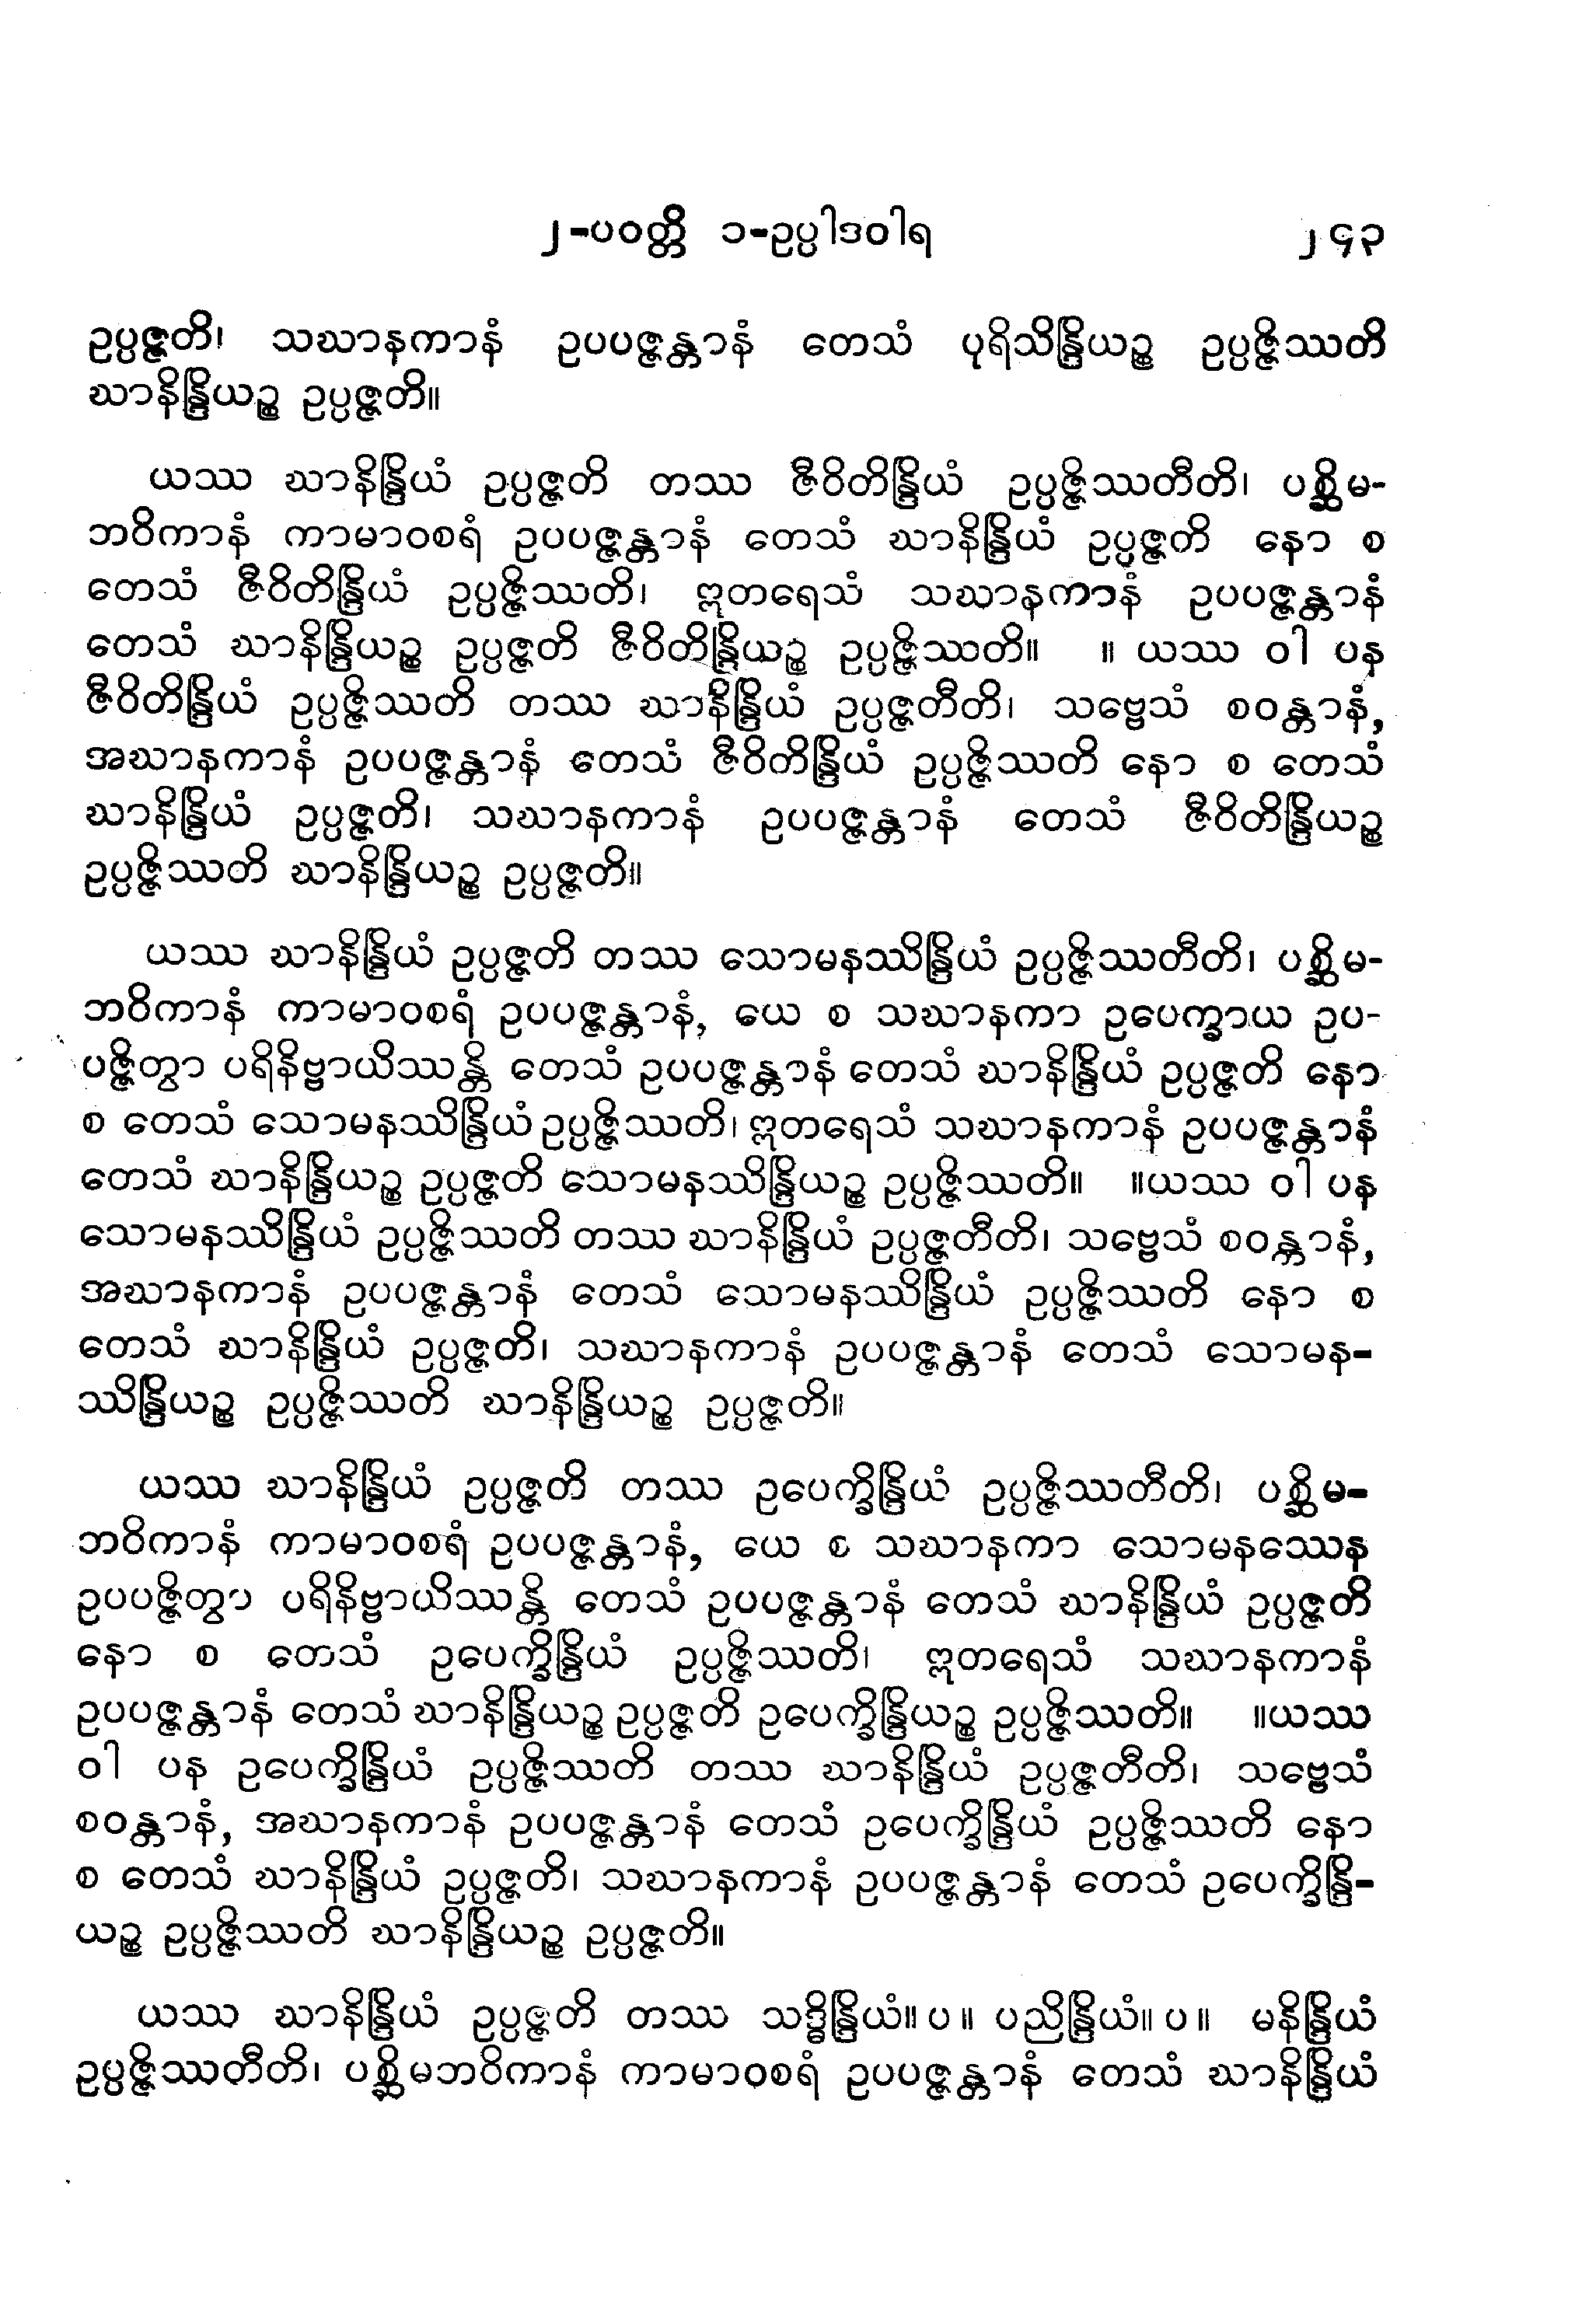 ၂-ပဝတ္တိ ၁-ဥပ္ပါဒဝါရ ၂၄၃
ဥပ္ပဇ္ဇတိ၊ သဃာနကာနံ ဥပပဇ္ဇန္တာနံ တေသံ ပုရိသိန္ဒြိယဉ္စ ဥပ္ပဇ္ဇိဿတိ
ဃာနိန္ဒြိယဉ္စ ဥပ္ပဇ္ဇတိ။
ယဿ ဃာနိန္ဒြိယံ ဥပ္ပဇ္ဇတိ တဿ ဇီဝိတိန္ဒြိယံ ဥပ္ပဇ္ဇိဿတီတိ၊ ပစ္ဆိမ-
ဘဝိကာနံ ကာမာဝစရံ ဥပပဇ္ဇန္တာနံ တေသံ ဃာနိန္ဒြိယံ ဥပ္ပဇ္ဇတိ နော စ
တေသံ ဇီဝိတိန္ဒြိယံ ဥပ္ပဇ္ဇိဿတိ၊ ဣတရေသံ သဃာနကာနံ ဥပပဇ္ဇန္တာနံ
တေသံ ဃာနိန္ဒြိယဉ္စ ဥပ္ပဇ္ဇတိ ဇီဝိတိန္ဒြိယဉ္စ ဥပ္ပဇ္ဇိဿတိ။ ။ ယဿ ဝါ ပန
ဇီဝိတိန္ဒြိယံ ဥပ္ပဇ္ဇိဿတိ တဿ ဃာနိန္ဒြိယံ ဥပ္ပဇ္ဇတီတိ၊ သဗ္ဗေသံ စဝန္တာနံ,
အဃာနကာနံ ဥပပဇ္ဇန္တာနံ တေသံ ဇီဝိတိန္ဒြိယံ ဥပ္ပဇ္ဇိဿတိ နော စ တေသံ
ဃာနိန္ဒြိယံ ဥပ္ပဇ္ဇတိ၊ သဃာနကာနံ ဥပပဇ္ဇန္တာနံ တေသံ ဇီဝိတိန္ဒြိယဉ္စ
ဥပ္ပဇ္ဇိဿတိ ဃာနိန္ဒြိယဉ္စ ဥပ္ပဇ္ဇတိ။
ယဿ ဃာနိန္ဒြိယံ ဥပ္ပဇ္ဇတိ တဿ သောမနဿိန္ဒြိယံ ဥပ္ပဇ္ဇိဿတီတိ၊ ပစ္ဆိမ-
ဘဝိကာနံ ကာမာဝစရံ ဥပပဇ္ဇန္တာနံ, ယေ စ သဃာနကာ ဥပေက္ခာယ ဥပ-
ပဇ္ဇိတွာ ပရိနိဗ္ဗာယိဿန္တိ တေသံ ဥပပဇ္ဇန္တာနံ တေသံ ဃာနိန္ဒြိယံ ဥပ္ပဇ္ဇတိ နော
စ တေသံ သောမနဿိန္ဒြိယံ ဥပ္ပဇ္ဇိဿတိ၊ ဣတရေသံ သဃာနကာနံ ဥပပဇ္ဇန္တာနံ
တေသံ ဃာနိန္ဒြိယဉ္စ ဥပ္ပဇ္ဇတိ သောမနဿိန္ဒြိယဉ္စ ဥပ္ပဇ္ဇိဿတိ။ ။ယဿ ဝါ ပန
သောမနဿိန္ဒြိယံ ဥပ္ပဇ္ဇိဿတိ တဿ ဃာနိန္ဒြိယံ ဥပ္ပဇ္ဇတီတိ၊ သဗ္ဗေသံ စဝန္တာနံ,
အဃာနကာနံ ဥပပဇ္ဇန္တာနံ တေသံ သောမနဿိန္ဒြိယံ ဥပ္ပဇ္ဇိဿတိ နော စ
တေသံ ဃာနိန္ဒြိယံ ဥပ္ပဇ္ဇတိ၊ သဃာနကာနံ ဥပပဇ္ဇန္တာနံ တေသံ သောမန-
ဿိန္ဒြိယဉ္စ ဥပ္ပဇ္ဇိဿတိ ဃာနိန္ဒြိယဉ္စ ဥပ္ပဇ္ဇတိ။
ယဿ ဃာနိန္ဒြိယံ ဥပ္ပဇ္ဇတိ တဿ ဥပေက္ခိန္ဒြိယံ ဥပ္ပဇ္ဇိဿတီတိ၊ ပစ္ဆိမ-
ဘဝိကာနံ ကာမာဝစရံ ဥပပဇ္ဇန္တာနံ, ယေ စ သဃာနကာ သောမနဿေန
ဥပပဇ္ဇိတွာ ပရိနိဗ္ဗာယိဿန္တိ တေသံ ဥပပဇ္ဇန္တာနံ တေသံ ဃာနိန္ဒြိယံ ဥပ္ပဇ္ဇတိ
နော စ တေသံ ဥပေက္ခိန္ဒြိယံ ဥပ္ပဇ္ဇိဿတိ၊ ဣတရေသံ သဃာနကာနံ
ဥပပဇ္ဇန္တာနံ တေသံ ဃာနိန္ဒြိယဉ္စ ဥပ္ပဇ္ဇတိ ဥပေက္ခိန္ဒြိယဉ္စ ဥပ္ပဇ္ဇိဿတိ။ ။ယဿ
ဝါ ပန ဥပေက္ခိန္ဒြိယံ ဥပ္ပဇ္ဇိဿတိ တဿ ဃာနိန္ဒြိယံ ဥပ္ပဇ္ဇတီတိ၊ သဗ္ဗေသံ
စဝန္တာနံ, အဃာနကာနံ ဥပပဇ္ဇန္တာနံ တေသံ ဥပေက္ခိန္ဒြိယံ ဥပ္ပဇ္ဇိဿတိ နော
စ တေသံ ဃာနိန္ဒြိယံ ဥပ္ပဇ္ဇတိ၊ သဃာနကာနံ ဥပပဇ္ဇန္တာနံ တေသံ ဥပေက္ခိန္ဒြိ-
ယဉ္စ ဥပ္ပဇ္ဇိဿတိ ဃာနိန္ဒြိယဉ္စ ဥပ္ပဇ္ဇတိ။
ယဿ ဃာနိန္ဒြိယံ ဥပ္ပဇ္ဇတိ တဿ သဒ္ဓိန္ဒြိယံ။ ပ ။ ပညိန္ဒြိယံ။ ပ ။ မနိန္ဒြိယံ
ဥပ္ပဇ္ဇိဿတီတိ၊ ပစ္ဆိမဘဝိကာနံ ကာမာဝစရံ ဥပပဇ္ဇန္တာနံ တေသံ ဃာနိန္ဒြိယံ